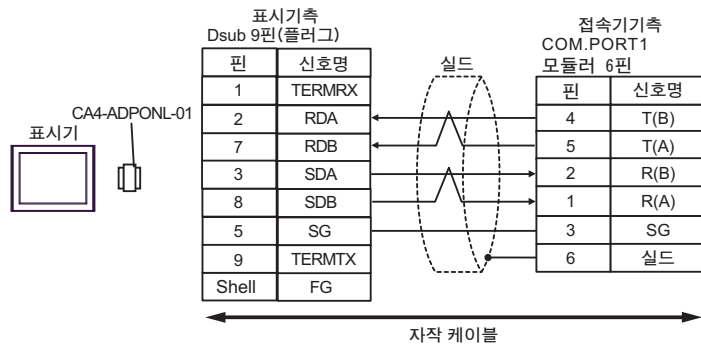 표시기측
Dsub 9핀(플러그)
핀 신호명
1 TERMRX
2 RDA
7 RDB
3 SDA
8 SDB
5 SG
9 TERMTX
Shell FG
실드
접속기기측
COM.PORT1
모듈러 6핀
핀 신호명
4 T(B)
5 T(A)
2 R(B)
1 R(A)
3 SG
6 실드
CA4-ADPONL-01
표시기
자작 케이블